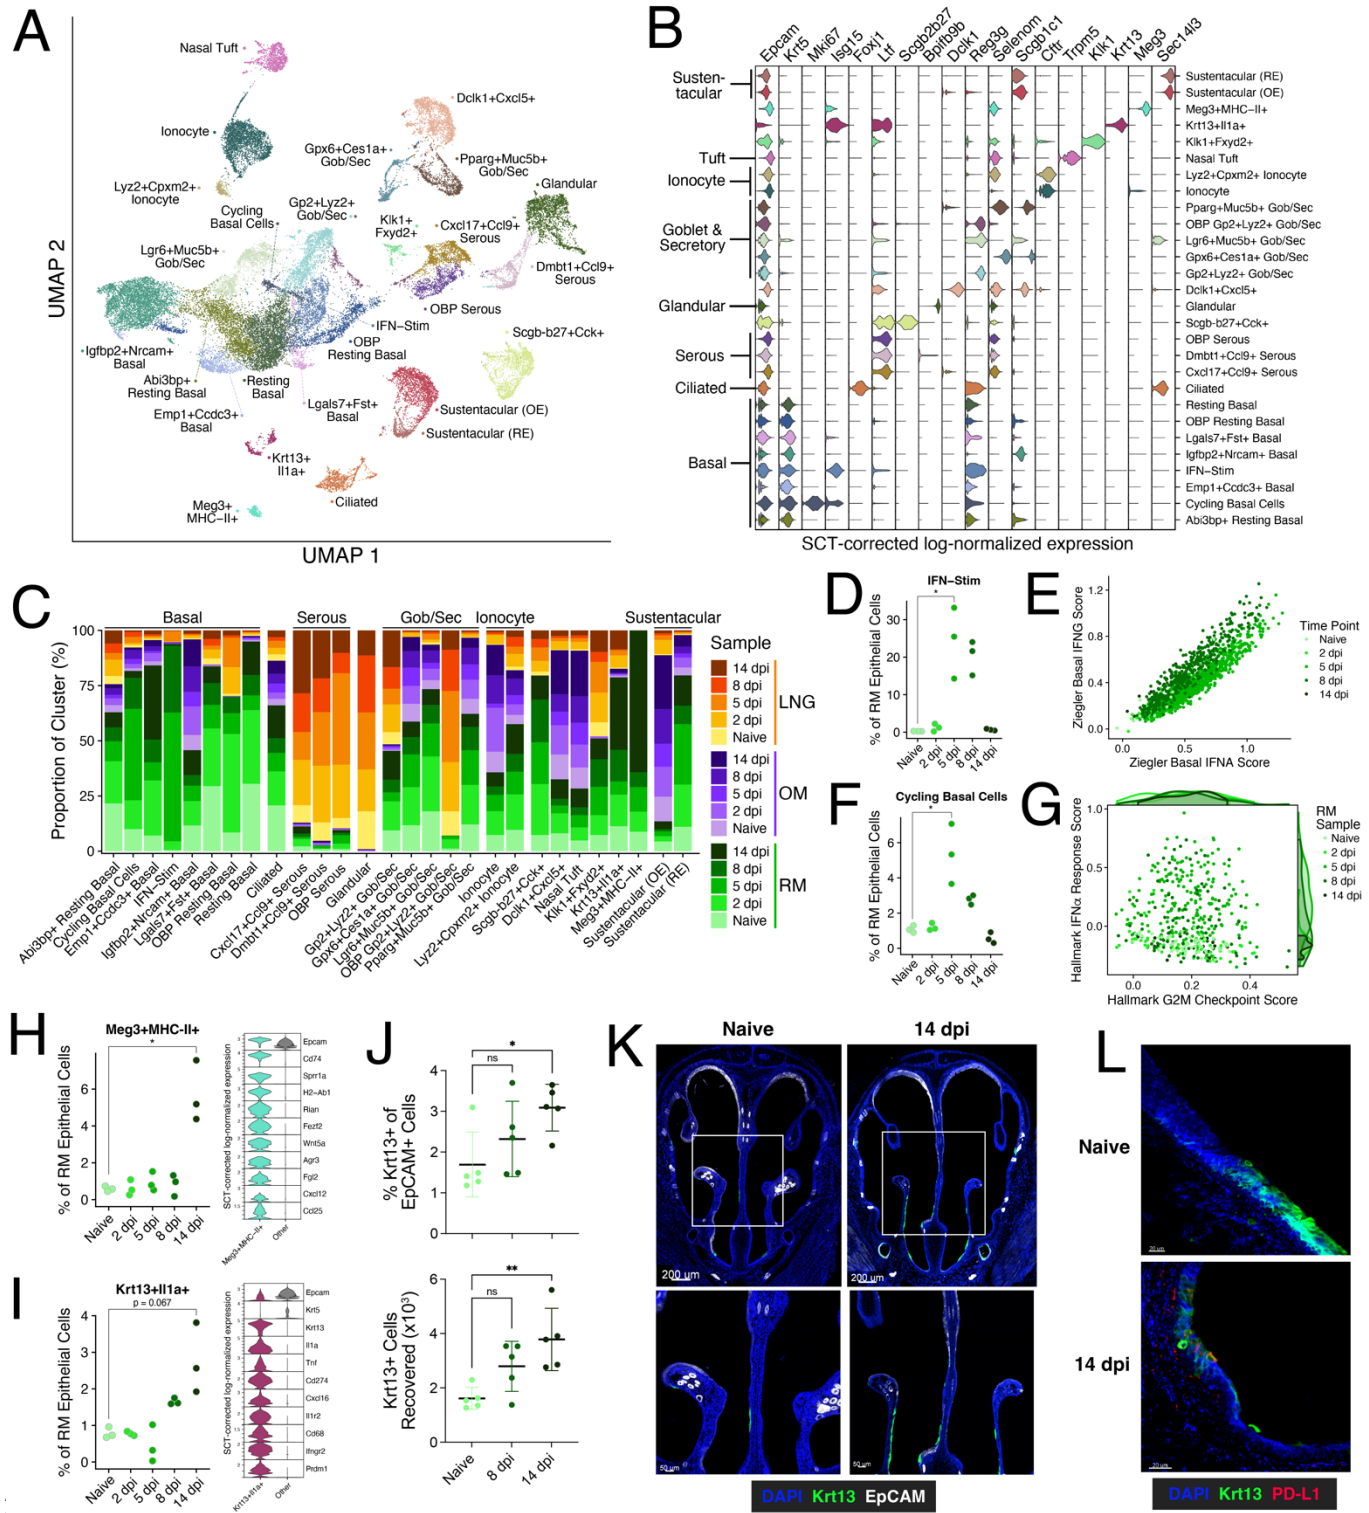 A
Nasal Tuft
Ionocyte
Lyz2+Cpxm2+
Ionocyte
Cycling
Basal Cells
Lgr6+Muc5b+
Gob/Sec
Gp2+Lyz2+
Gob/Sec
Gpx6+Ces1a+
Gob/Sec
Dclk1+Cxcl5+
Pparg+Muc5b+
Gob/Sec
Glandular
Klk1+
Fxyd2+
Cxcl17+Ccl9+
Serous
Dmbt1+Ccl9+
Serous
OBP Serous
IFN−Stim
OBP
Resting Basal
Scgb-b27+Cck+
Igfbp2+Nrcam+
Basal
Abi3bp+
Resting Basal
Resting
Basal
Emp1+Ccdc3+
Basal
Lgals7+Fst+
Basal
Sustentacular (OE)
Sustentacular (RE)
Krt13+
Il1a+
Ciliated
Meg3+
MHC−II+
UMAP 2
UMAP 1
B
Epcam
Krt5
Mki67
Isg15
Foxj1
Ltf
Scgb2b27
Bpifb9b
Dclk1
Reg3g
Selenom
Scgb1c1
Cftr
Trpm5
Klk1
Krt13
Meg3
Sec14l3
Susten-
tacular
Tuft
Ionocyte
Goblet &
Secretory
Glandular
Serous
Ciliated
Basal
Sustentacular (RE)
Sustentacular (OE)
Meg3+MHC−II+
Krt13+Il1a+
Klk1+Fxyd2+
Nasal Tuft
Lyz2+Cpxm2+ Ionocyte
Ionocyte
Pparg+Muc5b+ Gob/Sec
OBP Gp2+Lyz2+ Gob/Sec
Lgr6+Muc5b+ Gob/Sec
Gpx6+Ces1a+ Gob/Sec
Gp2+Lyz2+ Gob/Sec
Dclk1+Cxcl5+
Glandular
Scgb-b27+Cck+
OBP Serous
Dmbt1+Ccl9+ Serous
Cxcl17+Ccl9+ Serous
Ciliated
Resting Basal
OBP Resting Basal
Lgals7+Fst+ Basal
Igfbp2+Nrcam+ Basal
IFN−Stim
Emp1+Ccdc3+ Basal
Cycling Basal Cells
Abi3bp+ Resting Basal
SCT-corrected log-normalized expression
C
Basal
Serous
Gob/Sec
Ionocyte
Sustentacular
Proportion of Cluster (%)
100
75
50
25
0
Abi3bp+ Resting Basal
Cycling Basal Cells
Emp1+Ccdc3+ Basal
IFN−Stim
Igfbp2+Nrcam+ Basal
Lgals7+Fst+ Basal
OBP Resting Basal
Resting Basal
Ciliated
Cxcl17+Ccl9+ Serous
Dmbt1+Ccl9+ Serous
OBP Serous
Glandular
Gp2+Lyz2+ Gob/Sec
Gpx6+Ces1a+ Gob/Sec
Lgr6+Muc5b+ Gob/Sec
OBP Gp2+Lyz2+ Gob/Sec
Pparg+Muc5b+ Gob/Sec
Ionocyte
Lyz2+Cpxm2+ Ionocyte
Scgb-b27+Cck+
Dclk1+Cxcl5+
Nasal Tuft
Klk1+Fxyd2+
Krt13+Il1a+
Meg3+MHC−II+
Sustentacular (OE)
Sustentacular (RE)
Sample
14 dpi
8 dpi
5 dpi
2 dpi
Naive
LNG
14 dpi
8 dpi
5 dpi
2 dpi
Naive
OM
14 dpi
8 dpi
5 dpi
2 dpi
Naive
RM
D
IFN−Stim
*
% of RM Epithelial Cells
30
20
10
0
Naive
2 dpi
5 dpi
8 dpi
14 dpi
E
Ziegler Basal IFNG Score
1.2
0.8
0.4
0.0
0.0
0.5
1.0
Ziegler Basal IFNA Score
Time Point
Naive
2 dpi
5 dpi
8 dpi
14 dpi
F
Cycling Basal Cells
*
% of RM Epithelial Cells
6
4
2
0
Naive
2 dpi
5 dpi
8 dpi
14 dpi
G
Hallmark IFNα Response Score
1.0
0.5
0.0
0.0
0.2
0.4
Hallmark G2M Checkpoint Score
RM
Sample
Naive
2 dpi
5 dpi
8 dpi
14 dpi
H
Meg3+MHC-II+
*
% of RM Epithelial Cells
6
4
2
0
Naive
2 dpi
5 dpi
8 dpi
14 dpi
SCT-corrected log-normalized expression
Epcam
Cd74
Sprr1a
H2−Ab1
Rian
Fezf2
Wnt5a
Agr3
Fgl2
Cxcl12
Ccl25
Meg3+MHC−II+
Other
I
Krt13+Il1a+
p = 0.067
% of RM Epithelial Cells
4
3
2
1
0
Naive
2 dpi
5 dpi
8 dpi
14 dpi
SCT-corrected log-normalized expression
Epcam
Krt5
Krt13
Il1a
Tnf
Cd274
Cxcl16
Il1r2
Cd68
Ifngr2
Prdm1
Krt13+Il1a+
Other
J
*
ns
% Krt13+ of
EpCAM+ Cells
4
3
2
1
0
**
ns
Krt13+ Cells
Recovered (x10³)
6
4
2
0
Naive
8 dpi
14 dpi
K
Naive
14 dpi
200 um
200 um
50 um
50 um
DAPI Krt13 EpCAM
L
Naive
20 um
14 dpi
20 um
DAPI Krt13 PD-L1